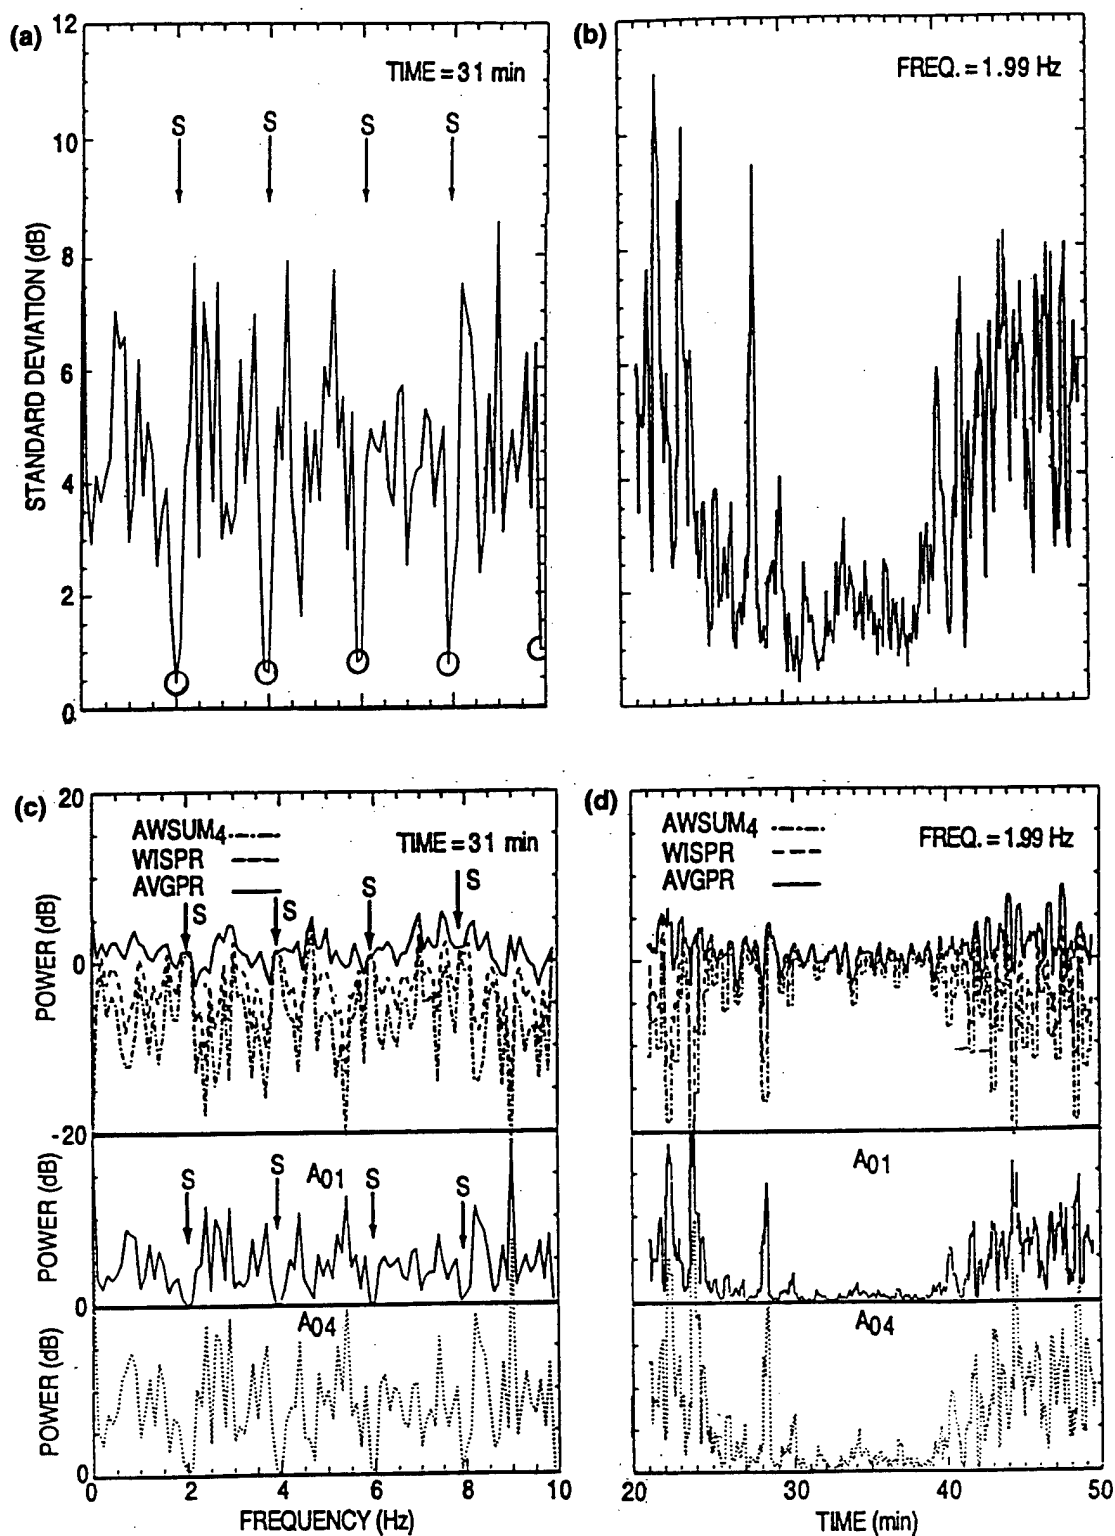 (a)
12
10
8
6
4
2
0
STANDARD DEVIATION (dB)
TIME = 31 min
S S S S
(b)
FREQ. = 1.99 Hz
(c)
20
0
-20
POWER (dB)
AWSUM4
WISPR
AVGPR
TIME = 31 min
S S S S
POWER (dB)
0
A01
S S S S
POWER (dB)
0
A04
0 2 4 6 8 10
FREQUENCY (Hz)
(d)
AWSUM4
WISPR
AVGPR
FREQ. = 1.99 Hz
A01
A04
20 30 40 50
TIME (min)